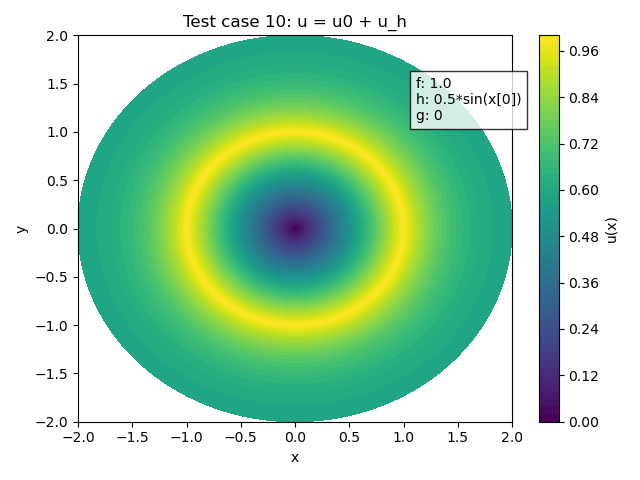 Test case 10: u = u0 + u_h
f: 1.0
h: 0.5*sin(x[0])
g: 0
2.0
1.5
1.0
0.5
0.0
−0.5
−1.0
−1.5
−2.0
y
−2.0 −1.5 −1.0 −0.5 0.0 0.5 1.0 1.5 2.0
x
0.96
0.84
0.72
0.60
0.48
0.36
0.24
0.12
0.00
u(x)